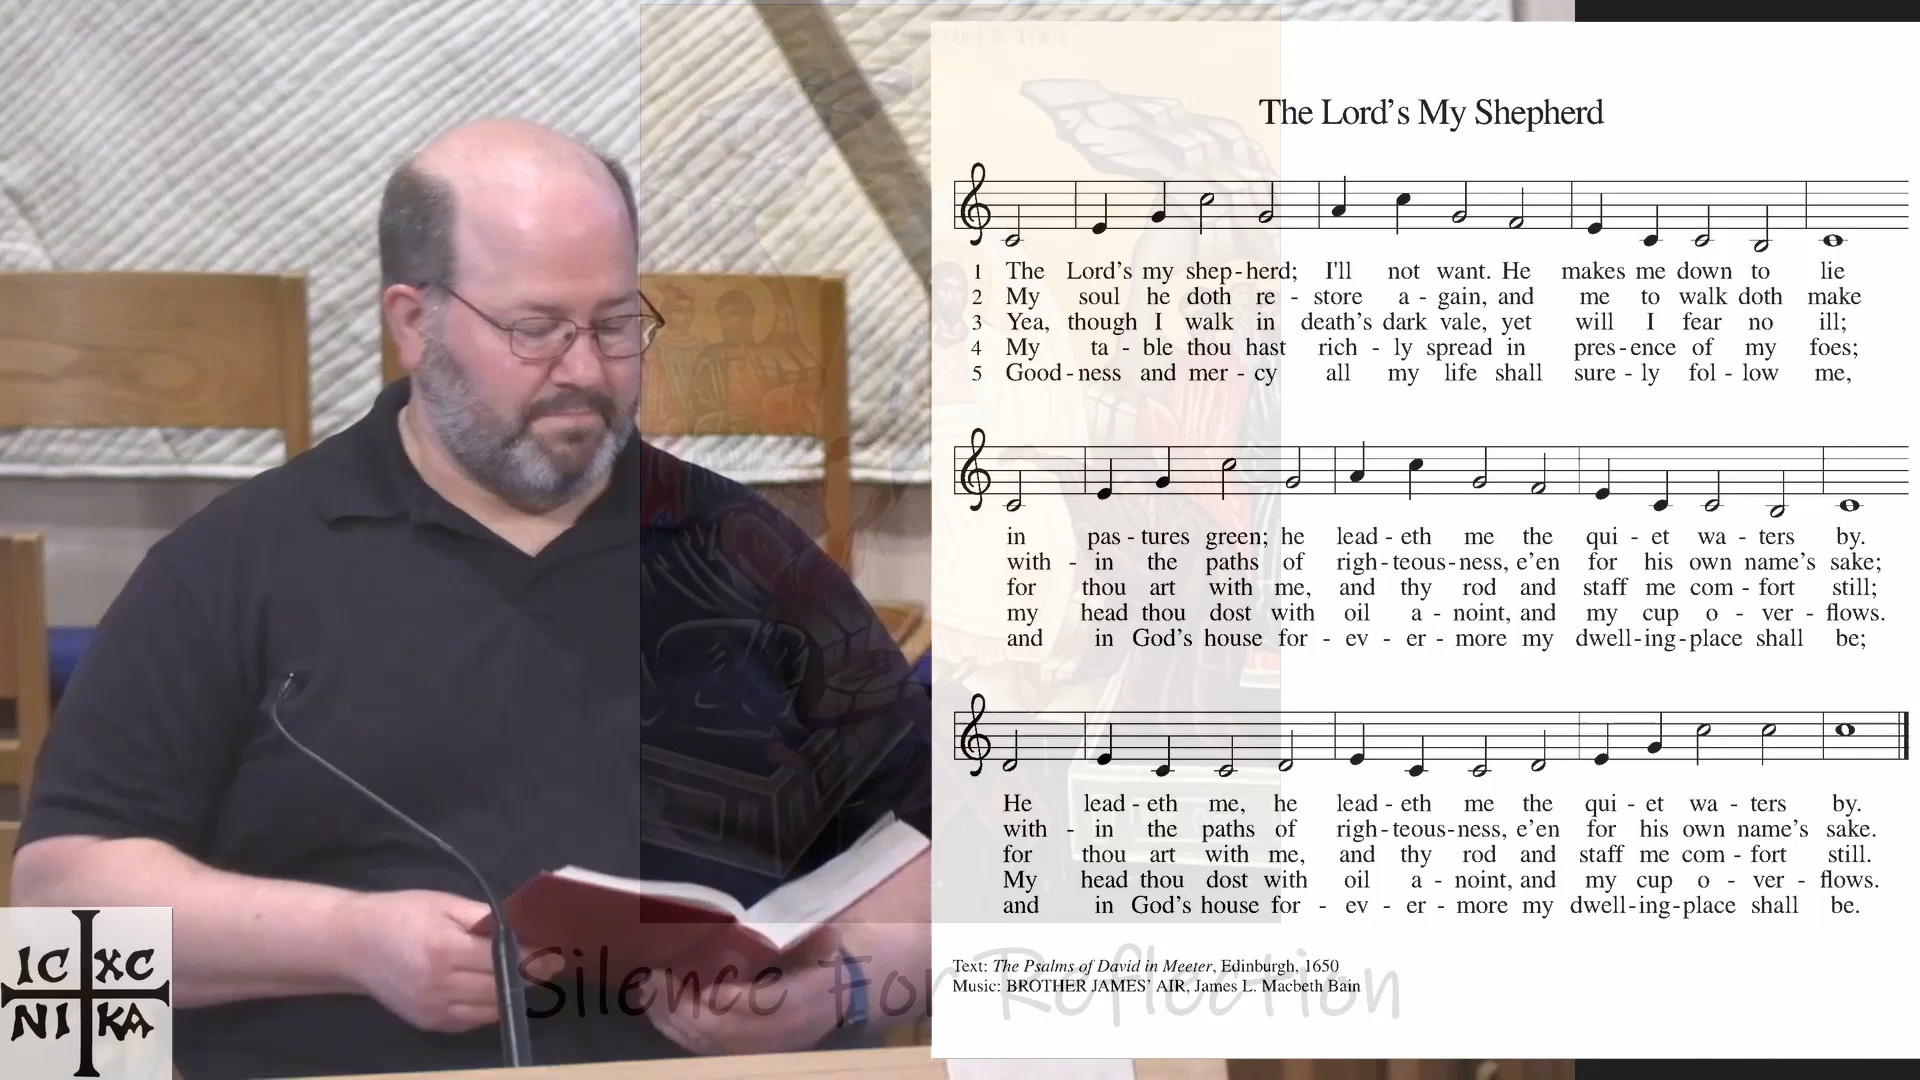 The Lord's My Shepherd
1 The Lord's my shep - herd; I'll not want. He makes me down to lie
2 My soul he doth re - store a - gain, and me to walk doth make
3 Yea, though I walk in death's dark vale, yet will I fear no ill;
4 My ta - ble thou hast rich - ly spread in pres - ence of my foes;
5 Good - ness and mer - cy all my life shall sure - ly fol - low me,
in pas - tures green; he lead - eth me the qui - et wa - ters by.
with - in the paths of righ - teous - ness, e'en for his own name's sake;
for thou art with me, and thy rod and staff me com - fort still;
my head thou dost with oil a - noint, and my cup o - ver - flows.
and in God's house for - ev - er - more my dwell - ing - place shall be;
He lead - eth me, he lead - eth me the qui - et wa - ters by.
with - in the paths of righ - teous - ness, e'en for his own name's sake.
for thou art with me, and thy rod and staff me com - fort still.
My head thou dost with oil a - noint, and my cup o - ver - flows.
and in God's house for - ev - er - more my dwell - ing - place shall be.
Text: The Psalms of David in Meeter, Edinburgh, 1650
Music: BROTHER JAMES' AIR, James L. Macbeth Bain
Silence For Reflection
IC XC
NI KA